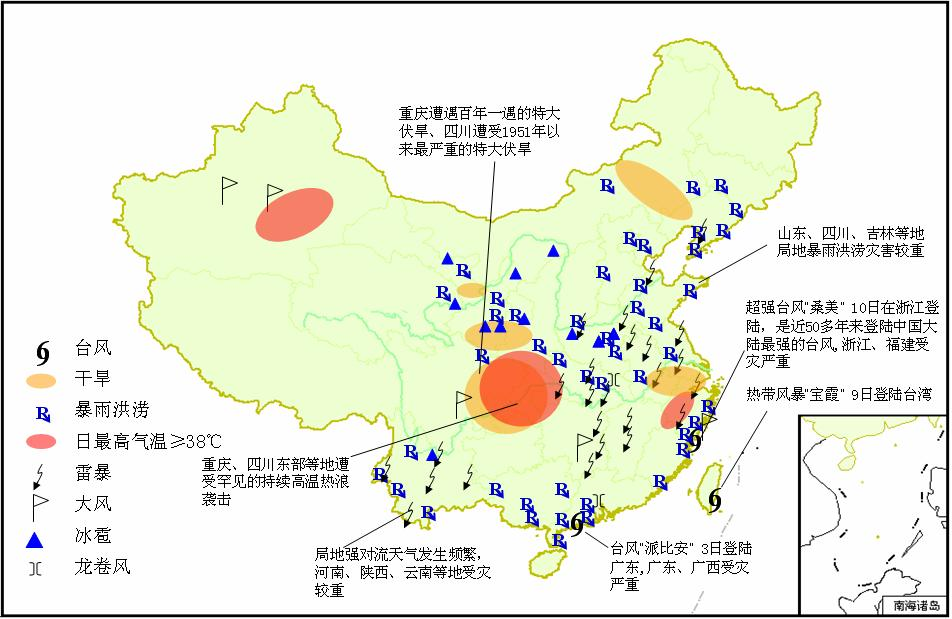 重庆遭遇百年一遇的特大
伏旱、四川遭受1951年以
来最严重的特大伏旱
山东、四川、吉林等地
局地暴雨洪涝灾害较重
超强台风"桑美" 10日在浙江登
陆，是近50多年来登陆中国大
陆最强的台风,浙江、福建受
灾严重
热带风暴"宝霞" 9日登陆台湾
台风
干旱
暴雨洪涝
日最高气温≥38℃
雷暴
大风
冰雹
龙卷风
重庆、四川东部等地遭
受罕见的持续高温热浪
袭击
局地强对流天气发生频繁，
河南、陕西、云南等地受灾
较重
台风"派比安" 3日登陆
广东,广东、广西受灾
严重
南海诸岛